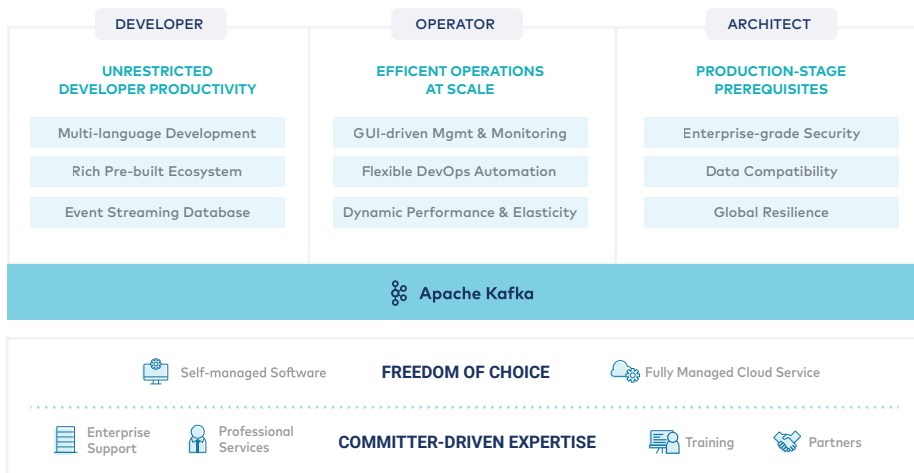 DEVELOPER
UNRESTRICTED
DEVELOPER PRODUCTIVITY
Multi-language Development
Rich Pre-built Ecosystem
Event Streaming Database
OPERATOR
EFFICENT OPERATIONS
AT SCALE
GUI-driven Mgmt & Monitoring
Flexible DevOps Automation
Dynamic Performance & Elasticity
ARCHITECT
PRODUCTION-STAGE
PREREQUISITES
Enterprise-grade Security
Data Compatibility
Global Resilience
Apache Kafka
Self-managed Software
FREEDOM OF CHOICE
Fully Managed Cloud Service
Enterprise
Support
Professional
Services
COMMITTER-DRIVEN EXPERTISE
Training
Partners